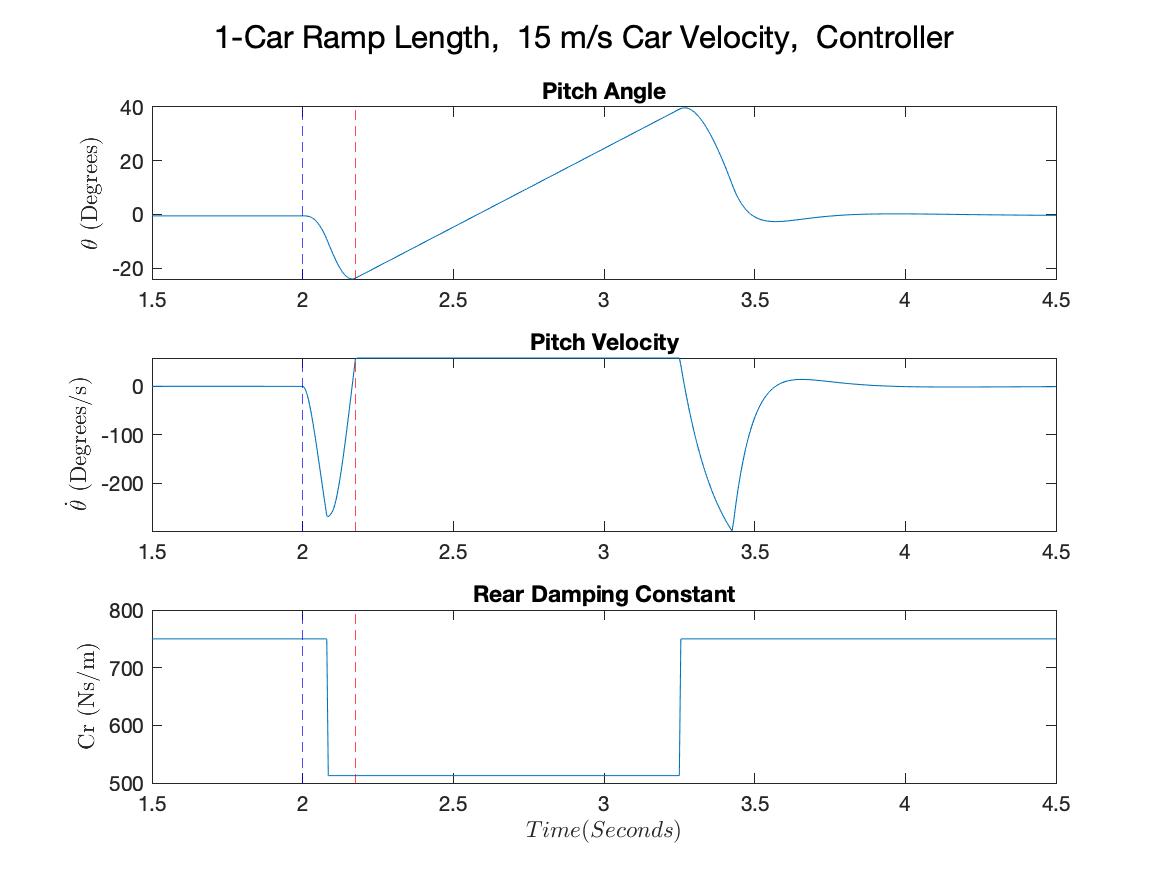 1-Car Ramp Length, 15 m/s Car Velocity, Controller
Pitch Angle
θ (Degrees)
40
20
0
-20
1.5 2 2.5 3 3.5 4 4.5
Pitch Velocity
θ̇ (Degrees/s)
0
-100
-200
1.5 2 2.5 3 3.5 4 4.5
Rear Damping Constant
Cr (Ns/m)
800
700
600
500
1.5 2 2.5 3 3.5 4 4.5
Time(Seconds)